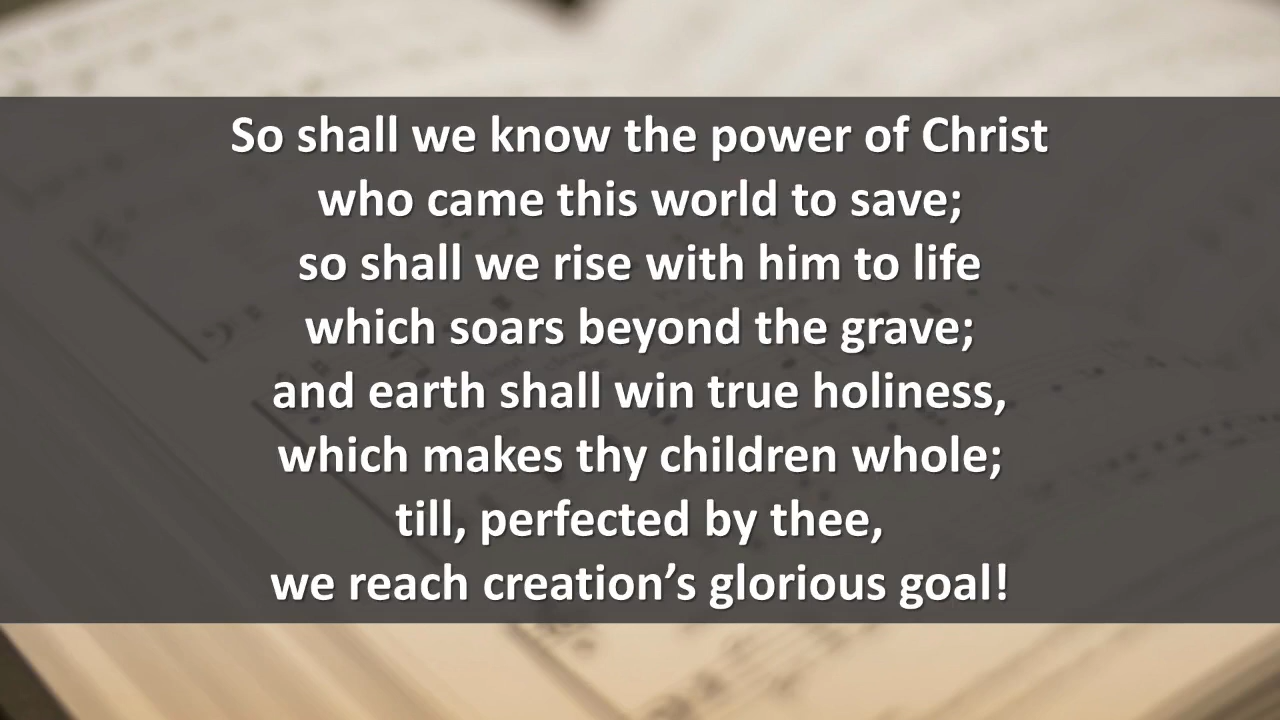 So shall we know the power of Christ
who came this world to save;
so shall we rise with him to life
which soars beyond the grave;
and earth shall win true holiness,
which makes thy children whole;
till, perfected by thee,
we reach creation’s glorious goal!